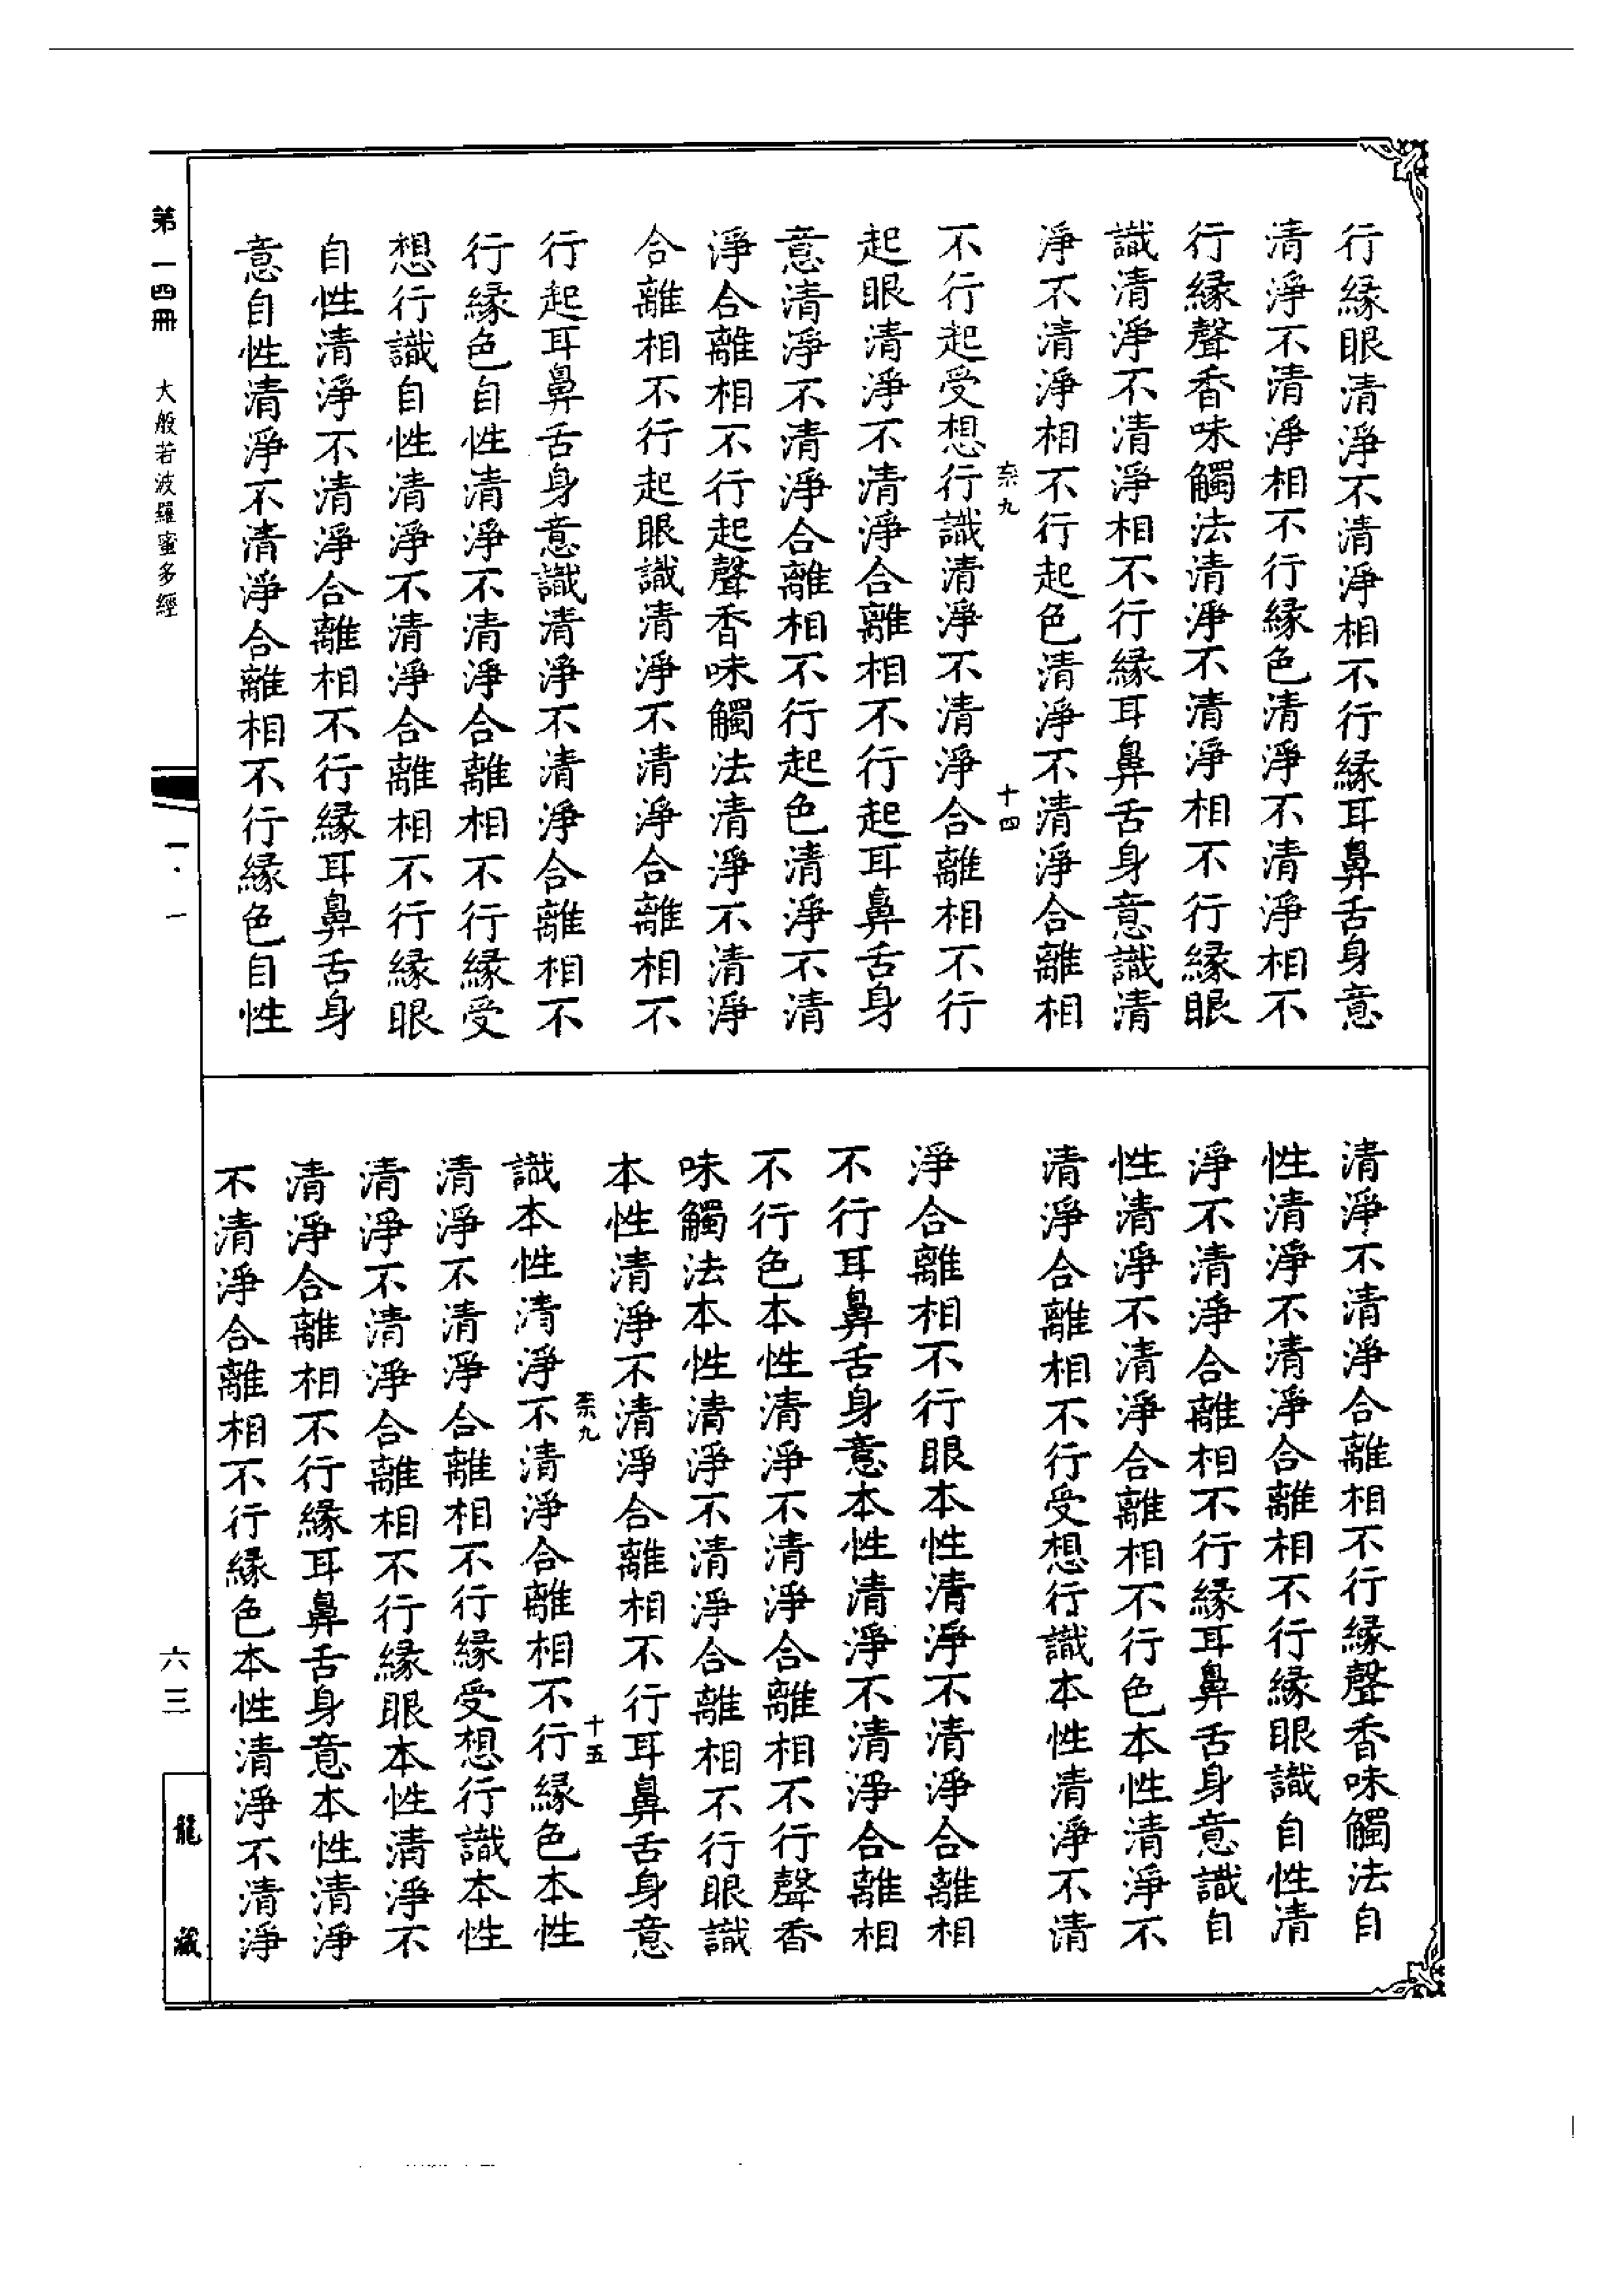 行緣眼清淨不清淨相不行緣耳鼻舌身意
清淨不清淨相不行緣色清淨不清淨相不
行緣聲香味觸法清淨不清淨相不行緣眼
識清淨不清淨相不行緣耳鼻舌身意識清
淨不清淨相不行起色清淨不清淨合離相
柰九
十四
不行起受想行識清淨不清淨合離相不行
起眼清淨不清淨合離相不行起耳鼻舌身
意清淨不清淨合離相不行起色清淨不清
淨合離相不行起聲香味觸法清淨不清淨
合離相不行起眼識清淨不清淨合離相不
行起耳鼻舌身意識清淨不清淨合離相不
行緣色自性清淨不清淨合離相不行緣受
想行識自性清淨不清淨合離相不行緣眼
自性清淨不清淨合離相不行緣耳鼻舌身
意自性清淨不清淨合離相不行緣色自性
清淨不清淨合離相不行緣聲香味觸法自
性清淨不清淨合離相不行緣眼識自性清
淨不清淨合離相不行緣耳鼻舌身意識自
性清淨不清淨合離相不行色本性清淨不
清淨合離相不行受想行識本性清淨不清
淨合離相不行眼本性清淨不清淨合離相
不行耳鼻舌身意本性清淨不清淨合離相
不行色本性清淨不清淨合離相不行聲香
味觸法本性清淨不清淨合離相不行眼識
本性清淨不清淨合離相不行耳鼻舌身意
柰九
十五
識本性清淨不清淨合離相不行緣色本性
清淨不清淨合離相不行緣受想行識本性
清淨不清淨合離相不行緣眼本性清淨不
清淨合離相不行緣耳鼻舌身意本性清淨
不清淨合離相不行緣色本性清淨不清淨
第一四冊 大般若波羅蜜多經
六三
龍藏